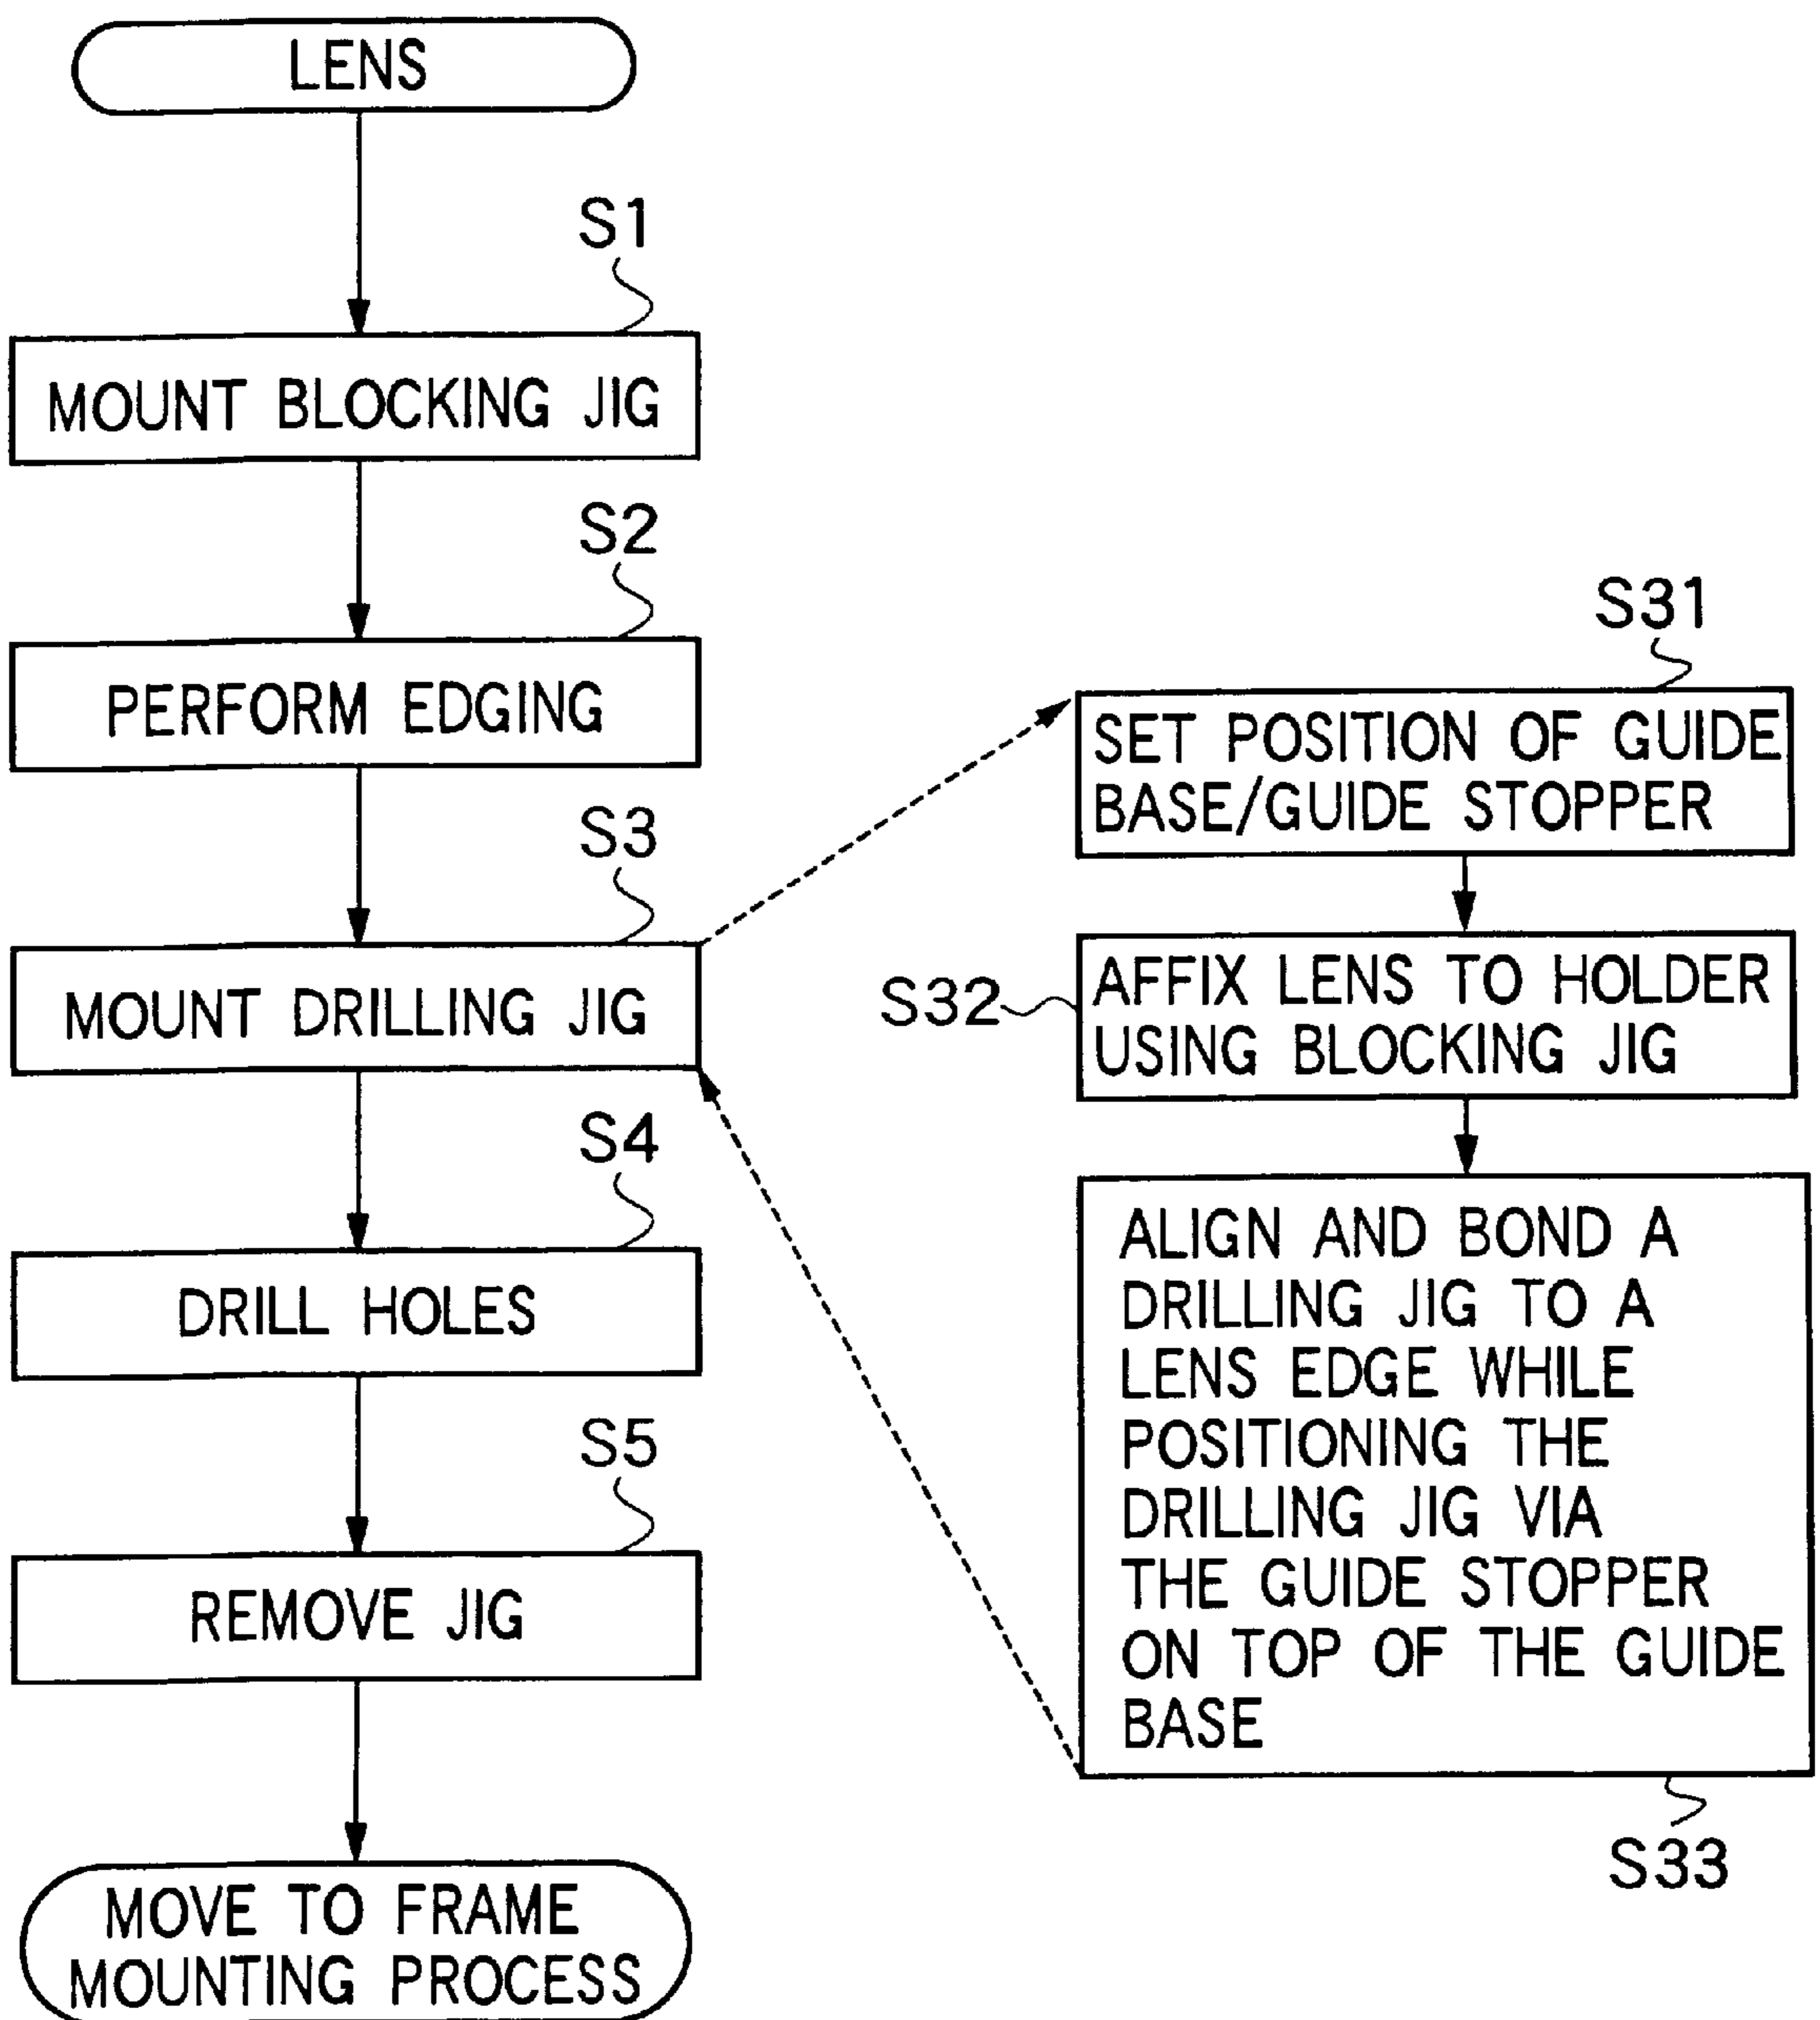 LENS
S1
MOUNT BLOCKING JIG
S2
PERFORM EDGING
S3
MOUNT DRILLING JIG
S4
DRILL HOLES
S5
REMOVE JIG
MOVE TO FRAME
MOUNTING PROCESS
S31
SET POSITION OF GUIDE
BASE/GUIDE STOPPER
S32
AFFIX LENS TO HOLDER
USING BLOCKING JIG
ALIGN AND BOND A
DRILLING JIG TO A
LENS EDGE WHILE
POSITIONING THE
DRILLING JIG VIA
THE GUIDE STOPPER
ON TOP OF THE GUIDE
BASE
S33